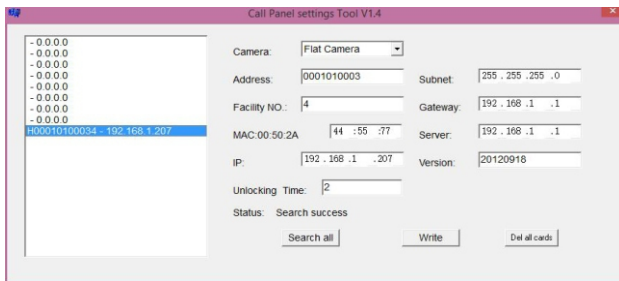 Call Panel settings Tool V1.4
- 0.0.0.0
- 0.0.0.0
- 0.0.0.0
- 0.0.0.0
- 0.0.0.0
- 0.0.0.0
- 0.0.0.0
- 0.0.0.0
H00010100034 - 192.168.1.207
Camera: Flat Camera
Address: 0001010003 Subnet: 255 . 255 . 255 . 0
Facility NO.: 4 Gateway: 192 . 168 . 1 . 1
MAC:00:50:2A 44 :55 :77 Server: 192 . 168 . 1 . 1
IP: 192 . 168 . 1 . 207 Version: 20120918
Unlocking Time: 2
Status: Search success
Search all Write Del all cards